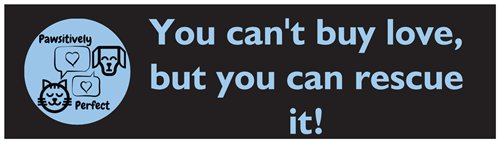 Pawsitively
Perfect
You can't buy love,
but you can rescue
it!